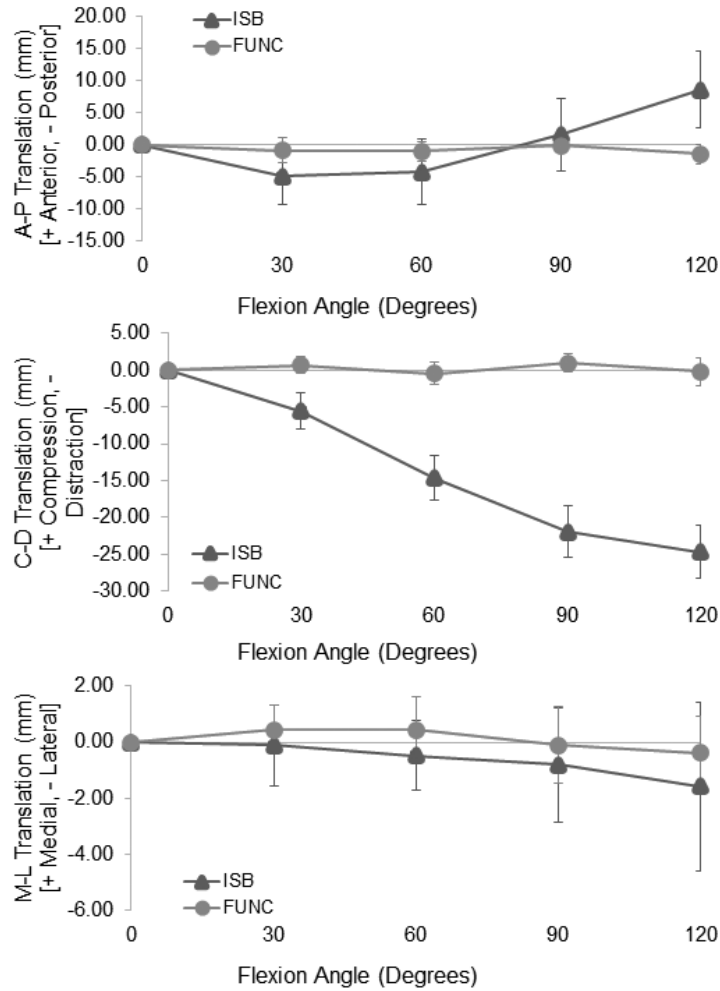 A-P Translation (mm)
[+ Anterior, - Posterior]
20.00
15.00
10.00
5.00
0.00
-5.00
-10.00
-15.00
ISB
FUNC
0 30 60 90 120
Flexion Angle (Degrees)
C-D Translation (mm)
[+ Compression, -
Distraction]
5.00
0.00
-5.00
-10.00
-15.00
-20.00
-25.00
-30.00
ISB
FUNC
0 30 60 90 120
Flexion Angle (Degrees)
M-L Translation (mm)
[+ Medial, - Lateral]
2.00
0.00
-2.00
-4.00
-6.00
ISB
FUNC
0 30 60 90 120
Flexion Angle (Degrees)